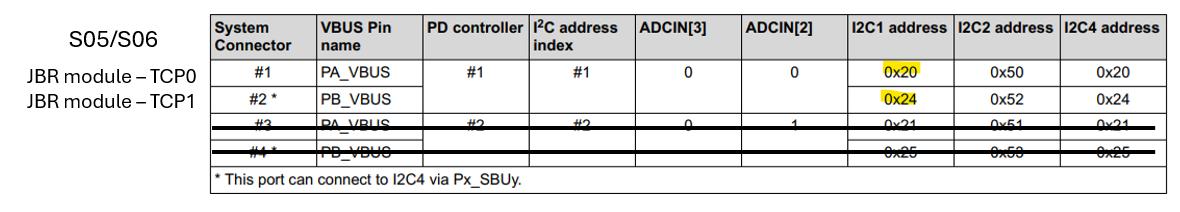 S05/S06
System Connector VBUS Pin name PD controller I²C address index ADCIN[3] ADCIN[2] I2C1 address I2C2 address I2C4 address
JBR module – TCP0 #1 PA_VBUS #1 #1 0 0 0x20 0x50 0x20
JBR module – TCP1 #2 * PB_VBUS 0x24 0x52 0x24
#3 PA_VBUS #2 #2 0 1 0x21 0x51 0x21
#4 * PB_VBUS 0x25 0x53 0x25
* This port can connect to I2C4 via Px_SBUy.